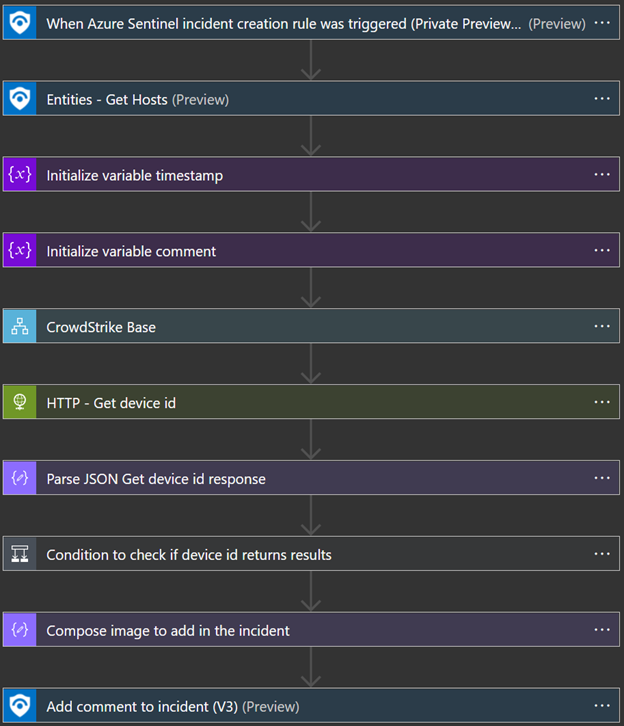 When Azure Sentinel incident creation rule was triggered (Private Preview... (Preview) ...
Entities - Get Hosts (Preview) ...
{x} Initialize variable timestamp ...
{x} Initialize variable comment ...
CrowdStrike Base ...
HTTP - Get device id ...
Parse JSON Get device id response ...
Condition to check if device id returns results ...
Compose image to add in the incident ...
Add comment to incident (V3) (Preview) ...